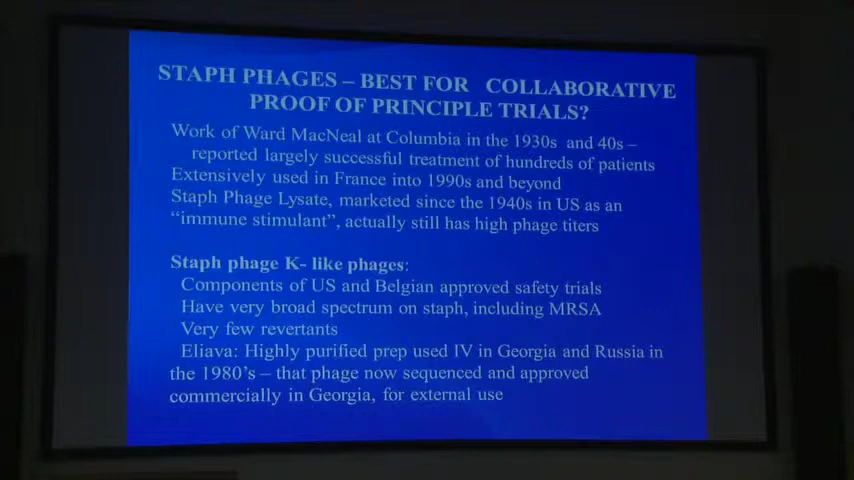 STAPH PHAGES – BEST FOR COLLABORATIVE
PROOF OF PRINCIPLE TRIALS?
Work of Ward MacNeal at Columbia in the 1930s and 40s –
reported largely successful treatment of hundreds of patients
Extensively used in France into 1990s and beyond
Staph Phage Lysate, marketed since the 1940s in US as an
“immune stimulant”, actually still has high phage titers
Staph phage K- like phages:
Components of US and Belgian approved safety trials
Have very broad spectrum on staph, including MRSA
Very few revertants
Eliava: Highly purified prep used IV in Georgia and Russia in
the 1980’s – that phage now sequenced and approved
commercially in Georgia, for external use